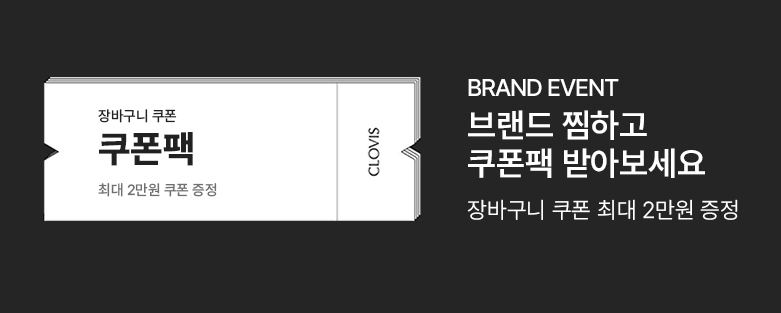 장바구니 쿠폰
쿠폰팩
최대 2만원 쿠폰 증정
CLOVIS
BRAND EVENT
브랜드 찜하고
쿠폰팩 받아보세요
장바구니 쿠폰 최대 2만원 증정